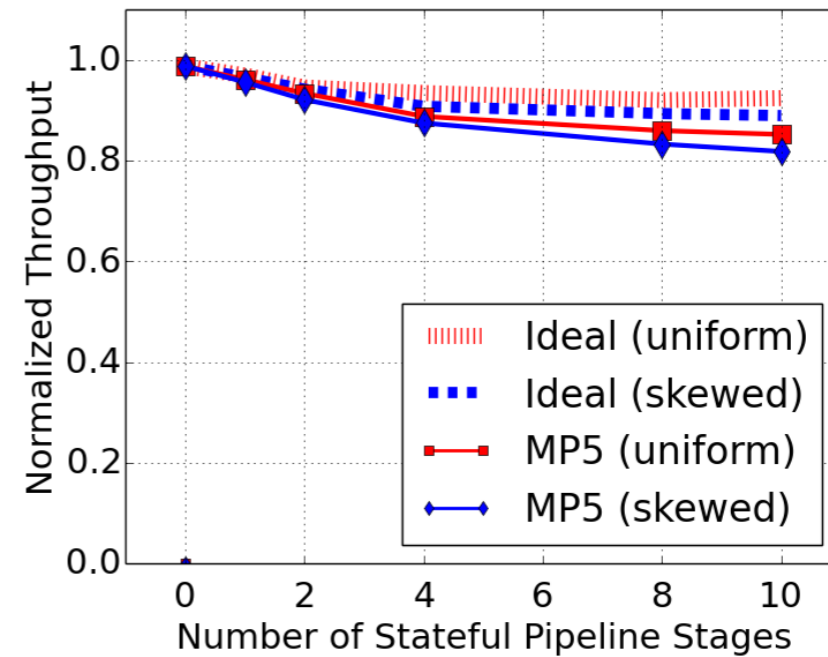 Normalized Throughput
1.0
0.8
0.6
0.4
0.2
0.0
Ideal (uniform)
Ideal (skewed)
MP5 (uniform)
MP5 (skewed)
0 2 4 6 8 10
Number of Stateful Pipeline Stages